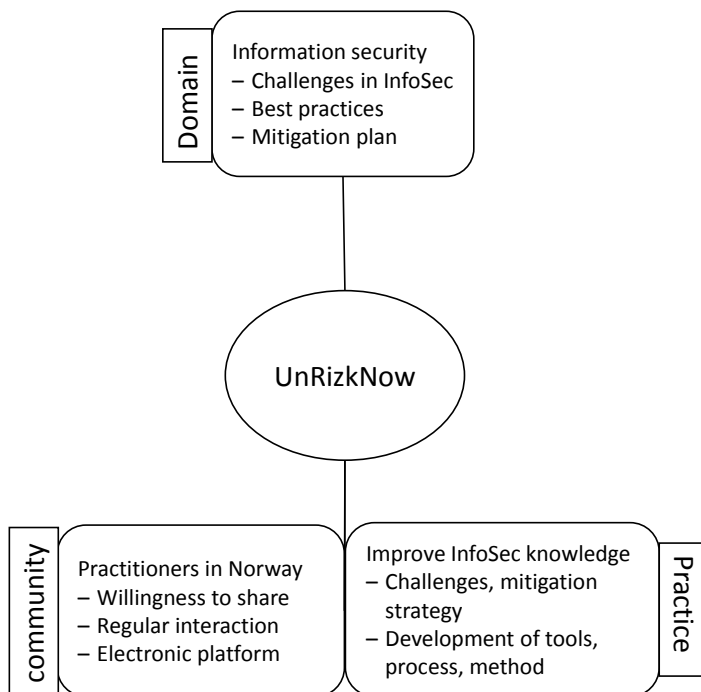 Domain
Information security
– Challenges in InfoSec
– Best practices
– Mitigation plan
UnRizkNow
community
Practitioners in Norway
– Willingness to share
– Regular interaction
– Electronic platform
Improve InfoSec knowledge
– Challenges, mitigation
strategy
– Development of tools,
process, method
Practice